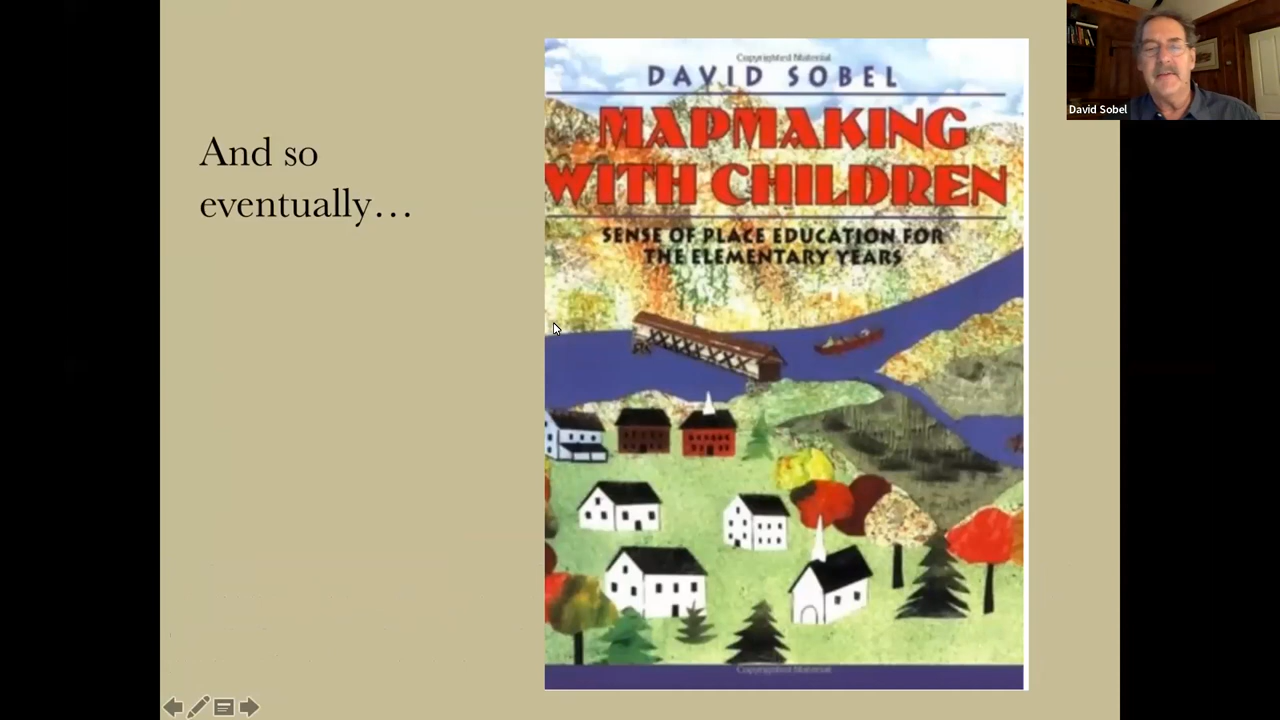 And so
eventually…
Copyrighted Material
DAVID SOBEL
MAPMAKING
WITH CHILDREN
SENSE OF PLACE EDUCATION FOR
THE ELEMENTARY YEARS
Copyrighted Material
David Sobel